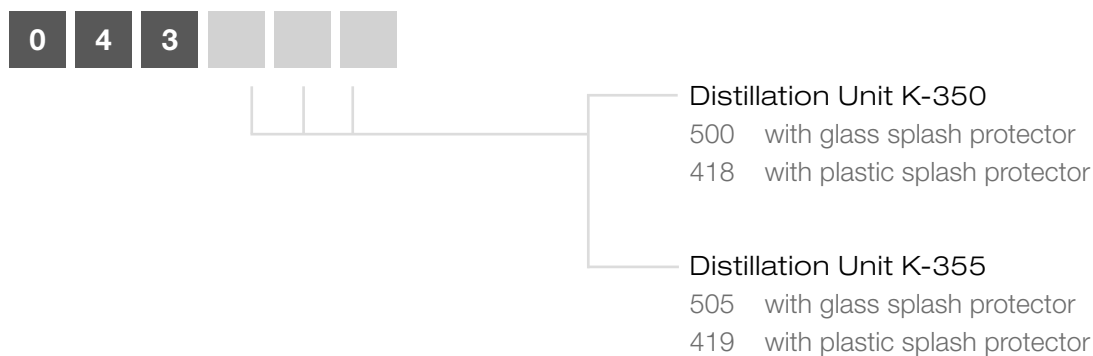 0 4 3
Distillation Unit K-350
500 with glass splash protector
418 with plastic splash protector
Distillation Unit K-355
505 with glass splash protector
419 with plastic splash protector